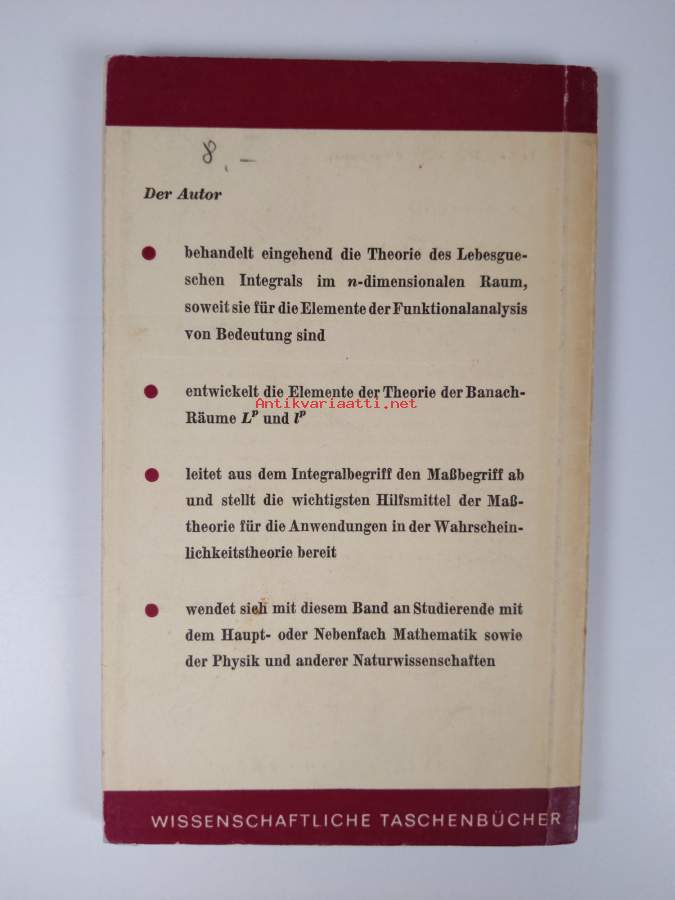 8,–
Der Autor
behandelt eingehend die Theorie des Lebesgue-
schen Integrals im n-dimensionalen Raum,
soweit sie für die Elemente der Funktionalanalysis
von Bedeutung sind
entwickelt die Elemente der Theorie der Banach-
Antikvariaatti.net
Räume Lᵖ und lᵖ
leitet aus dem Integralbegriff den Maßbegriff ab
und stellt die wichtigsten Hilfsmittel der Maß-
theorie für die Anwendungen in der Wahrschein-
lichkeitstheorie bereit
wendet sich mit diesem Band an Studierende mit
dem Haupt- oder Nebenfach Mathematik sowie
der Physik und anderer Naturwissenschaften
WISSENSCHAFTLICHE TASCHENBÜCHER